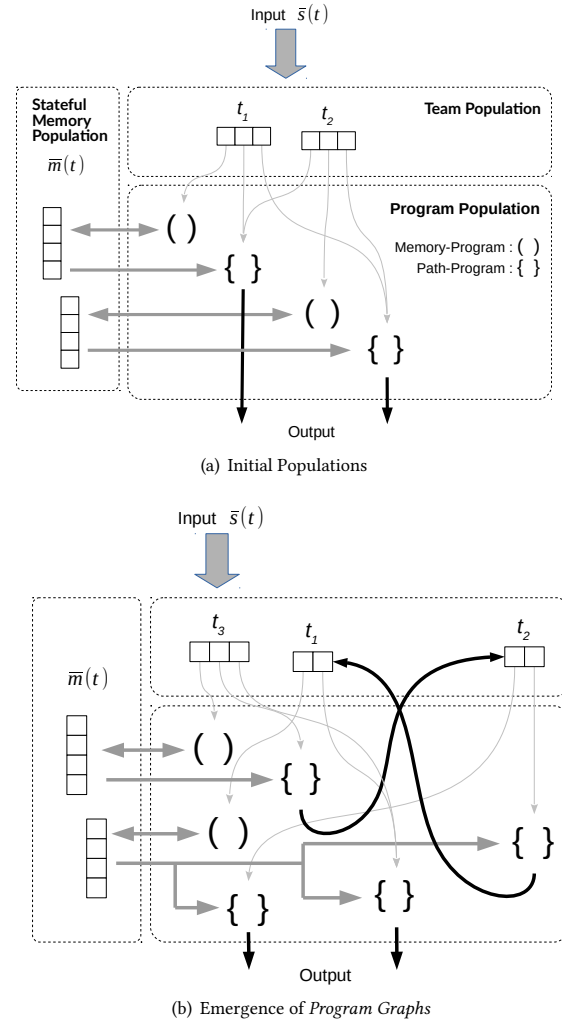 Input s̄(t)
Stateful
Memory
Population
m̄(t)
t₁
t₂
Team Population
Program Population
Memory-Program : ( )
Path-Program : { }
( )
{ }
( )
{ }
Output
(a) Initial Populations
Input s̄(t)
t₃
t₁
t₂
m̄(t)
( )
{ }
( )
{ }
{ }
{ }
Output
(b) Emergence of Program Graphs